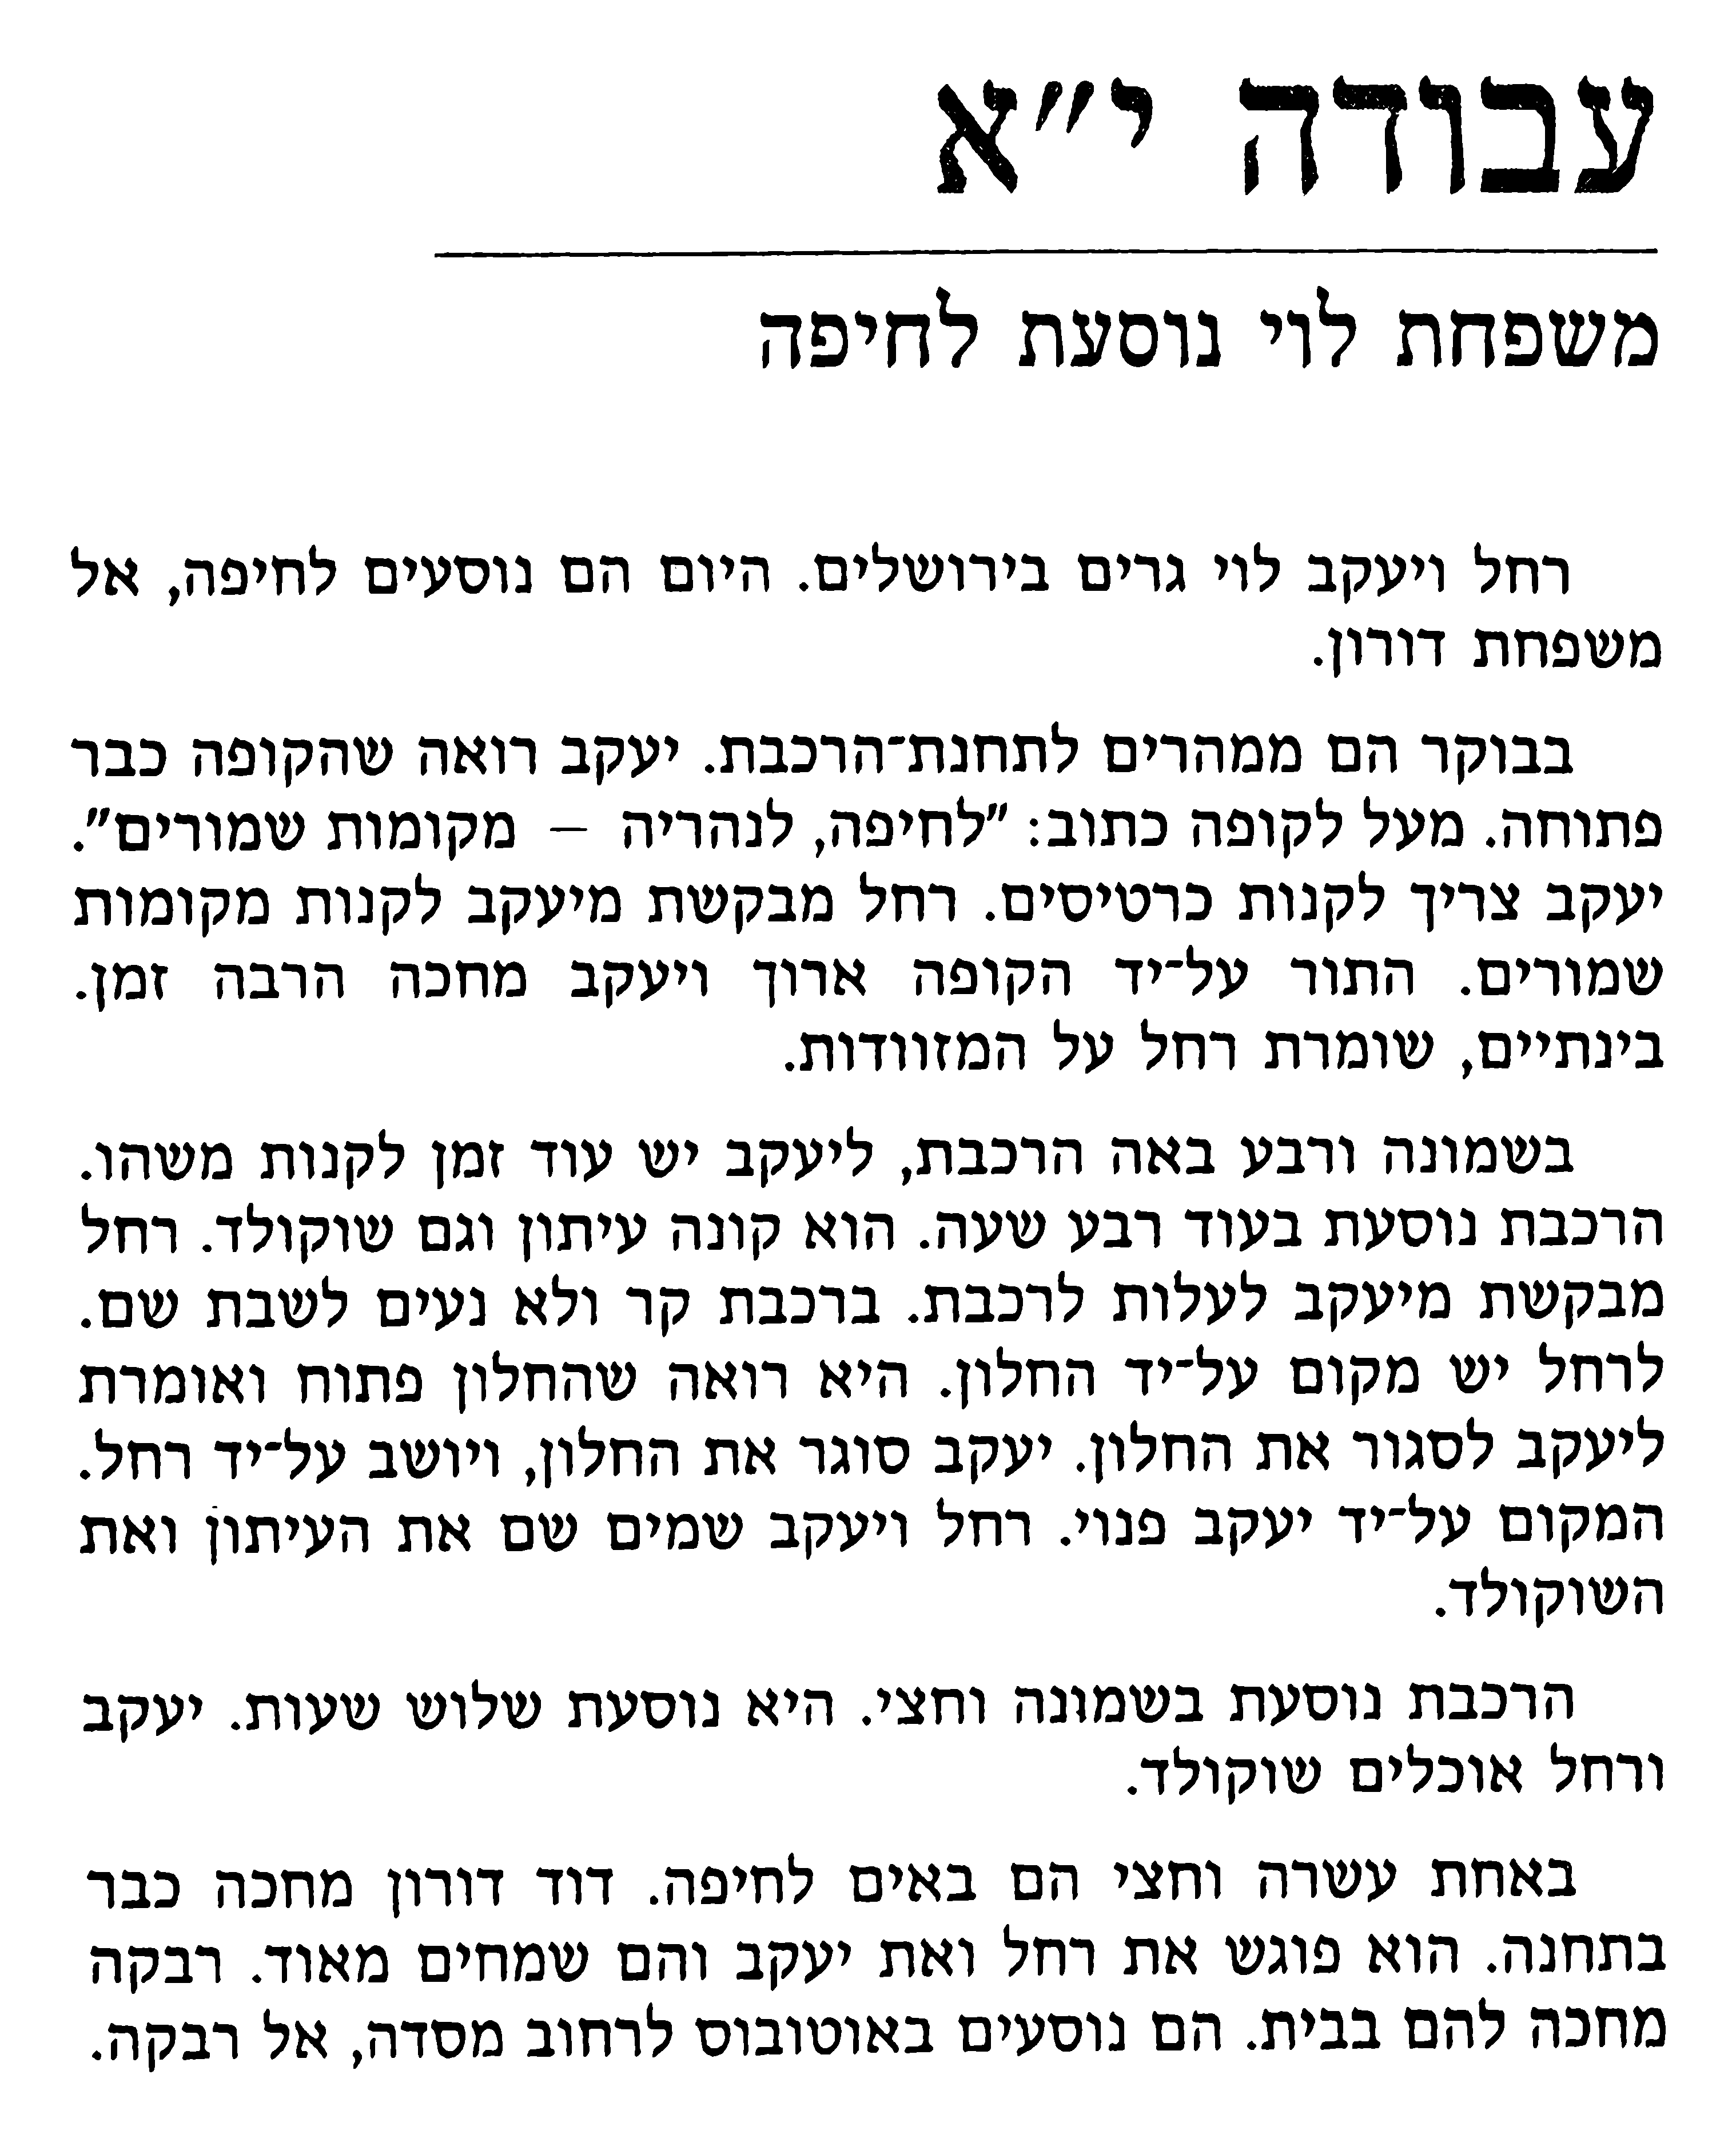 עבודה י״א
משפחת לוי נוסעת לחיפה
רחל ויעקב לוי גרים בירושלים. היום הם נוסעים לחיפה, אל
משפחת דורון.
בבוקר הם ממהרים לתחנת־הרכבת. יעקב רואה שהקופה כבר
פתוחה. מעל לקופה כתוב: ״לחיפה, לנהריה – מקומות שמורים״.
יעקב צריך לקנות כרטיסים. רחל מבקשת מיעקב לקנות מקומות
שמורים. התור על־יד הקופה ארוך ויעקב מחכה הרבה זמן.
בינתיים, שומרת רחל על המזוודות.
בשמונה ורבע באה הרכבת, ליעקב יש עוד זמן לקנות משהו.
הרכבת נוסעת בעוד רבע שעה. הוא קונה עיתון וגם שוקולד. רחל
מבקשת מיעקב לעלות לרכבת. ברכבת קר ולא נעים לשבת שם.
לרחל יש מקום על־יד החלון. היא רואה שהחלון פתוח ואומרת
ליעקב לסגור את החלון. יעקב סוגר את החלון, ויושב על־יד רחל.
המקום על־יד יעקב פנוי. רחל ויעקב שמים שם את העיתון ואת
השוקולד.
הרכבת נוסעת בשמונה וחצי. היא נוסעת שלוש שעות. יעקב
ורחל אוכלים שוקולד.
באחת עשרה וחצי הם באים לחיפה. דוד דורון מחכה כבר
בתחנה. הוא פוגש את רחל ואת יעקב והם שמחים מאוד. רבקה
מחכה להם בבית. הם נוסעים באוטובוס לרחוב מסדה, אל רבקה.